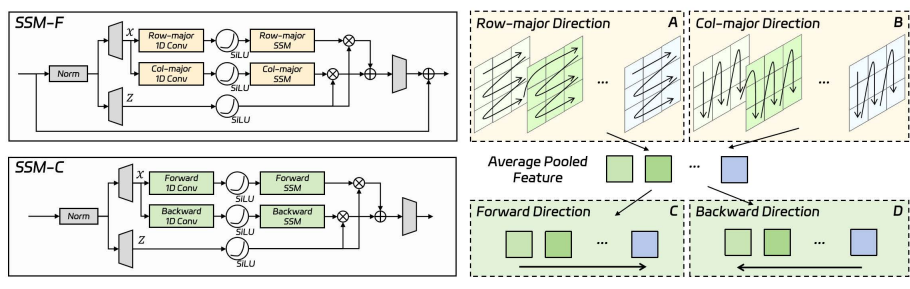 SSM-F
Norm
x
Row-major
1D Conv
SiLU
Row-major
SSM
Col-major
1D Conv
SiLU
Col-major
SSM
z
SiLU
SSM-C
Norm
x
Forward
1D Conv
SiLU
Forward
SSM
Backward
1D Conv
SiLU
Backward
SSM
z
SiLU
Row-major Direction A
...
Col-major Direction B
...
Average Pooled
Feature
...
Forward Direction C
...
Backward Direction D
...